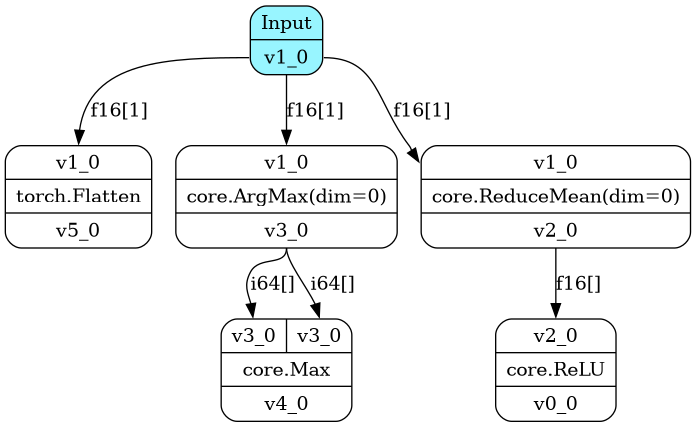 Input
v1_0
f16[1]
f16[1]
f16[1]
v1_0
torch.Flatten
v5_0
v1_0
core.ArgMax(dim=0)
v3_0
v1_0
core.ReduceMean(dim=0)
v2_0
i64[]
i64[]
f16[]
v3_0
v3_0
core.Max
v4_0
v2_0
core.ReLU
v0_0